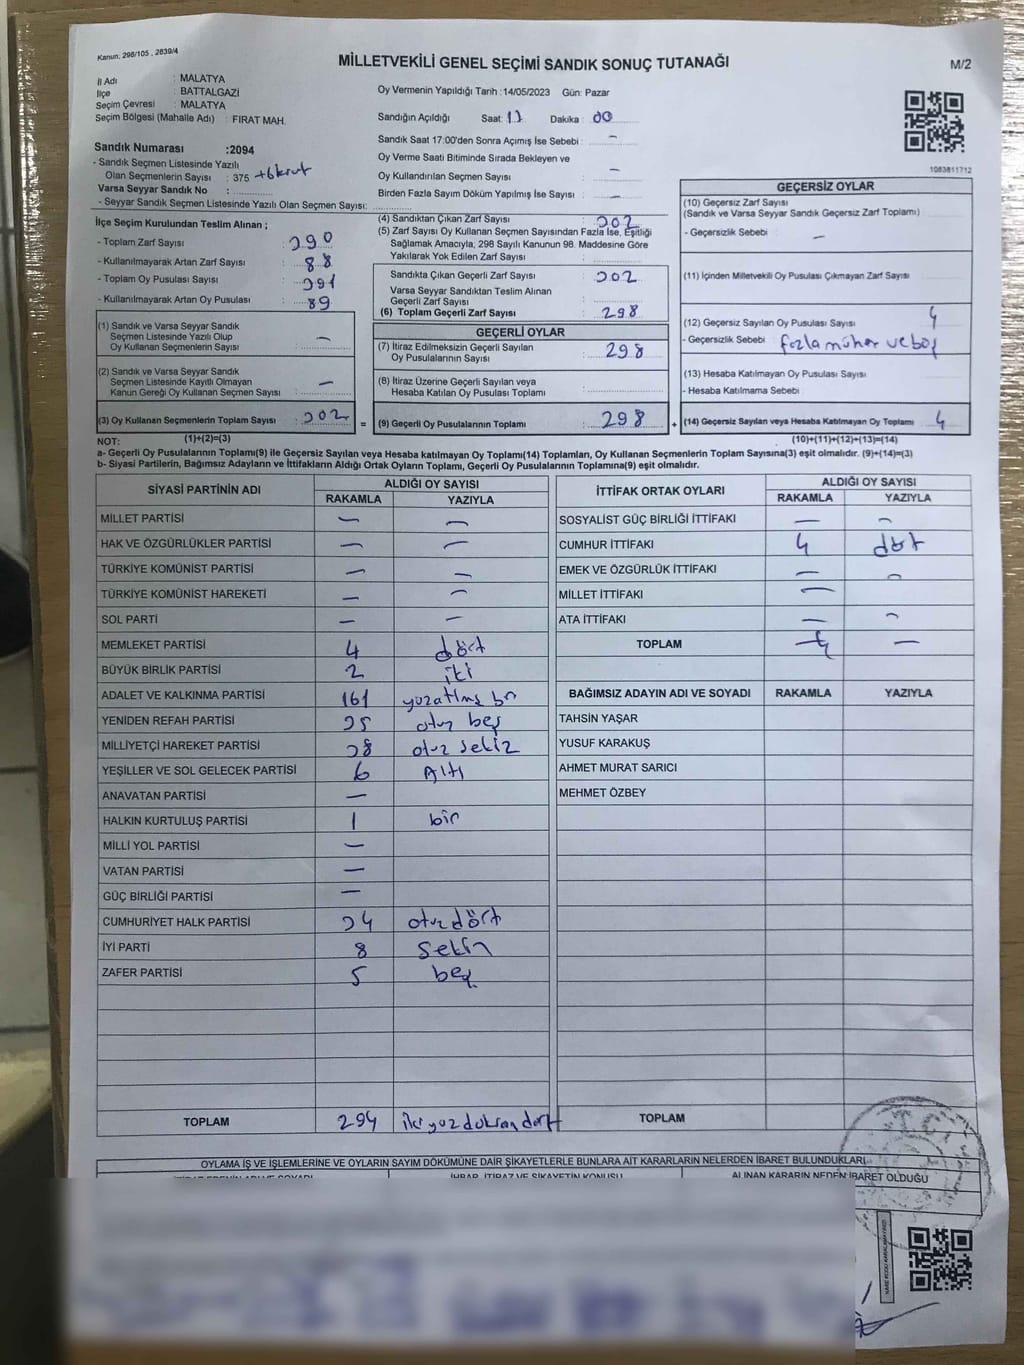 Kanun: 298/105 , 2839/4
MİLLETVEKİLİ GENEL SEÇİMİ SANDIK SONUÇ TUTANAĞI
M/2
İl Adı : MALATYA
İlçe : BATTALGAZİ
Seçim Çevresi : MALATYA
Seçim Bölgesi (Mahalle Adı) : FIRAT MAH.
Sandık Numarası :2094
- Sandık Seçmen Listesinde Yazılı
Olan Seçmenlerin Sayısı : 375
Varsa Seyyar Sandık No :
- Seyyar Sandık Seçmen Listesinde Yazılı Olan Seçmen Sayısı:
Oy Vermenin Yapıldığı Tarih :14/05/2023 Gün: Pazar
Sandığın Açıldığı Saat: 17 Dakika : 00
Sandık Saat 17:00'den Sonra Açımış İse Sebebi : —
Oy Verme Saati Bitiminde Sırada Bekleyen ve
Oy Kullandırılan Seçmen Sayısı : —
Birden Fazla Sayım Döküm Yapılmış İse Sayısı : —
1083811712
İlçe Seçim Kurulundan Teslim Alınan ;
- Toplam Zarf Sayısı : 390
- Kullanılmayarak Artan Zarf Sayısı : 88
- Toplam Oy Pusulası Sayısı : 391
- Kullanılmayarak Artan Oy Pusulası : 89
(1) Sandık ve Varsa Seyyar Sandık
Seçmen Listesinde Yazılı Olup
Oy Kullanan Seçmenlerin Sayısı : —
(2) Sandık ve Varsa Seyyar Sandık
Seçmen Listesinde Kayıtlı Olmayan
Kanun Gereği Oy Kullanan Seçmen Sayısı : —
(3) Oy Kullanan Seçmenlerin Toplam Sayısı : 302
(4) Sandıktan Çıkan Zarf Sayısı : 302
(5) Zarf Sayısı Oy Kullanan Seçmen Sayısından Fazla İse, Eşitliği
Sağlamak Amacıyla, 298 Sayılı Kanunun 98. Maddesine Göre
Yakılarak Yok Edilen Zarf Sayısı :
Sandıkta Çıkan Geçerli Zarf Sayısı : 302
Varsa Seyyar Sandıktan Teslim Alınan
Geçerli Zarf Sayısı :
(6) Toplam Geçerli Zarf Sayısı : 298
GEÇERLİ OYLAR
(7) İtiraz Edilmeksizin Geçerli Sayılan
Oy Pusulalarının Sayısı : 298
(8) İtiraz Üzerine Geçerli Sayılan veya
Hesaba Katılan Oy Pusulası Toplamı :
= (9) Geçerli Oy Pusulalarının Toplamı : 298
GEÇERSİZ OYLAR
(10) Geçersiz Zarf Sayısı
(Sandık ve Varsa Seyyar Sandık Geçersiz Zarf Toplamı)
- Geçersizlik Sebebi : —
(11) İçinden Milletvekili Oy Pusulası Çıkmayan Zarf Sayısı
(12) Geçersiz Sayılan Oy Pusulası Sayısı : 4
- Geçersizlik Sebebi : fazla mühür ve boş
(13) Hesaba Katılmayan Oy Pusulası Sayısı
- Hesaba Katılmama Sebebi
+ (14) Geçersiz Sayılan veya Hesaba Katılmayan Oy Toplamı 4
NOT: (1)+(2)=(3) (10)+(11)+(12)+(13)=(14)
a- Geçerli Oy Pusulalarının Toplamı(9) ile Geçersiz Sayılan veya Hesaba katılmayan Oy Toplamı(14) Toplamları, Oy Kullanan Seçmenlerin Toplam Sayısına(3) eşit olmalıdır. (9)+(14)=(3)
b- Siyasi Partilerin, Bağımsız Adayların ve İttifakların Aldığı Ortak Oyların Toplamı, Geçerli Oy Pusulalarının Toplamına(9) eşit olmalıdır.
SİYASİ PARTİNİN ADI ALDIĞI OY SAYISI
RAKAMLA YAZIYLA
MİLLET PARTİSİ — —
HAK VE ÖZGÜRLÜKLER PARTİSİ — —
TÜRKİYE KOMÜNİST PARTİSİ — —
TÜRKİYE KOMÜNİST HAREKETİ — —
SOL PARTİ — —
MEMLEKET PARTİSİ 4 dört
BÜYÜK BİRLİK PARTİSİ 2 iki
ADALET VE KALKINMA PARTİSİ 161 yüzatmış bir
YENİDEN REFAH PARTİSİ 35 otuz beş
MİLLİYETÇİ HAREKET PARTİSİ 38 otuz sekiz
YEŞİLLER VE SOL GELECEK PARTİSİ 6 Altı
ANAVATAN PARTİSİ —
HALKIN KURTULUŞ PARTİSİ 1 bir
MİLLİ YOL PARTİSİ —
VATAN PARTİSİ —
GÜÇ BİRLİĞİ PARTİSİ —
CUMHURİYET HALK PARTİSİ 34 otuz dört
İYİ PARTİ 8 sekiz
ZAFER PARTİSİ 5 beş
TOPLAM 294 iki yüz doksan dört
İTTİFAK ORTAK OYLARI ALDIĞI OY SAYISI
RAKAMLA YAZIYLA
SOSYALİST GÜÇ BİRLİĞİ İTTİFAKI — —
CUMHUR İTTİFAKI 4 dört
EMEK VE ÖZGÜRLÜK İTTİFAKI — —
MİLLET İTTİFAKI —
ATA İTTİFAKI — —
TOPLAM 4 —
BAĞIMSIZ ADAYIN ADI VE SOYADI RAKAMLA YAZIYLA
TAHSİN YAŞAR
YUSUF KARAKUŞ
AHMET MURAT SARICI
MEHMET ÖZBEY
TOPLAM
T.C.
OYLAMA İŞ VE İŞLEMLERİNE VE OYLARIN SAYIM DÖKÜMÜNE DAİR ŞİKAYETLERLE BUNLARA AİT KARARLARIN NELERDEN İBARET BULUNDUKLARI
İHBAR, İTİRAZ VE ŞİKAYETİN KONUSU ALINAN KARARIN NEDEN İBARET OLDUĞU